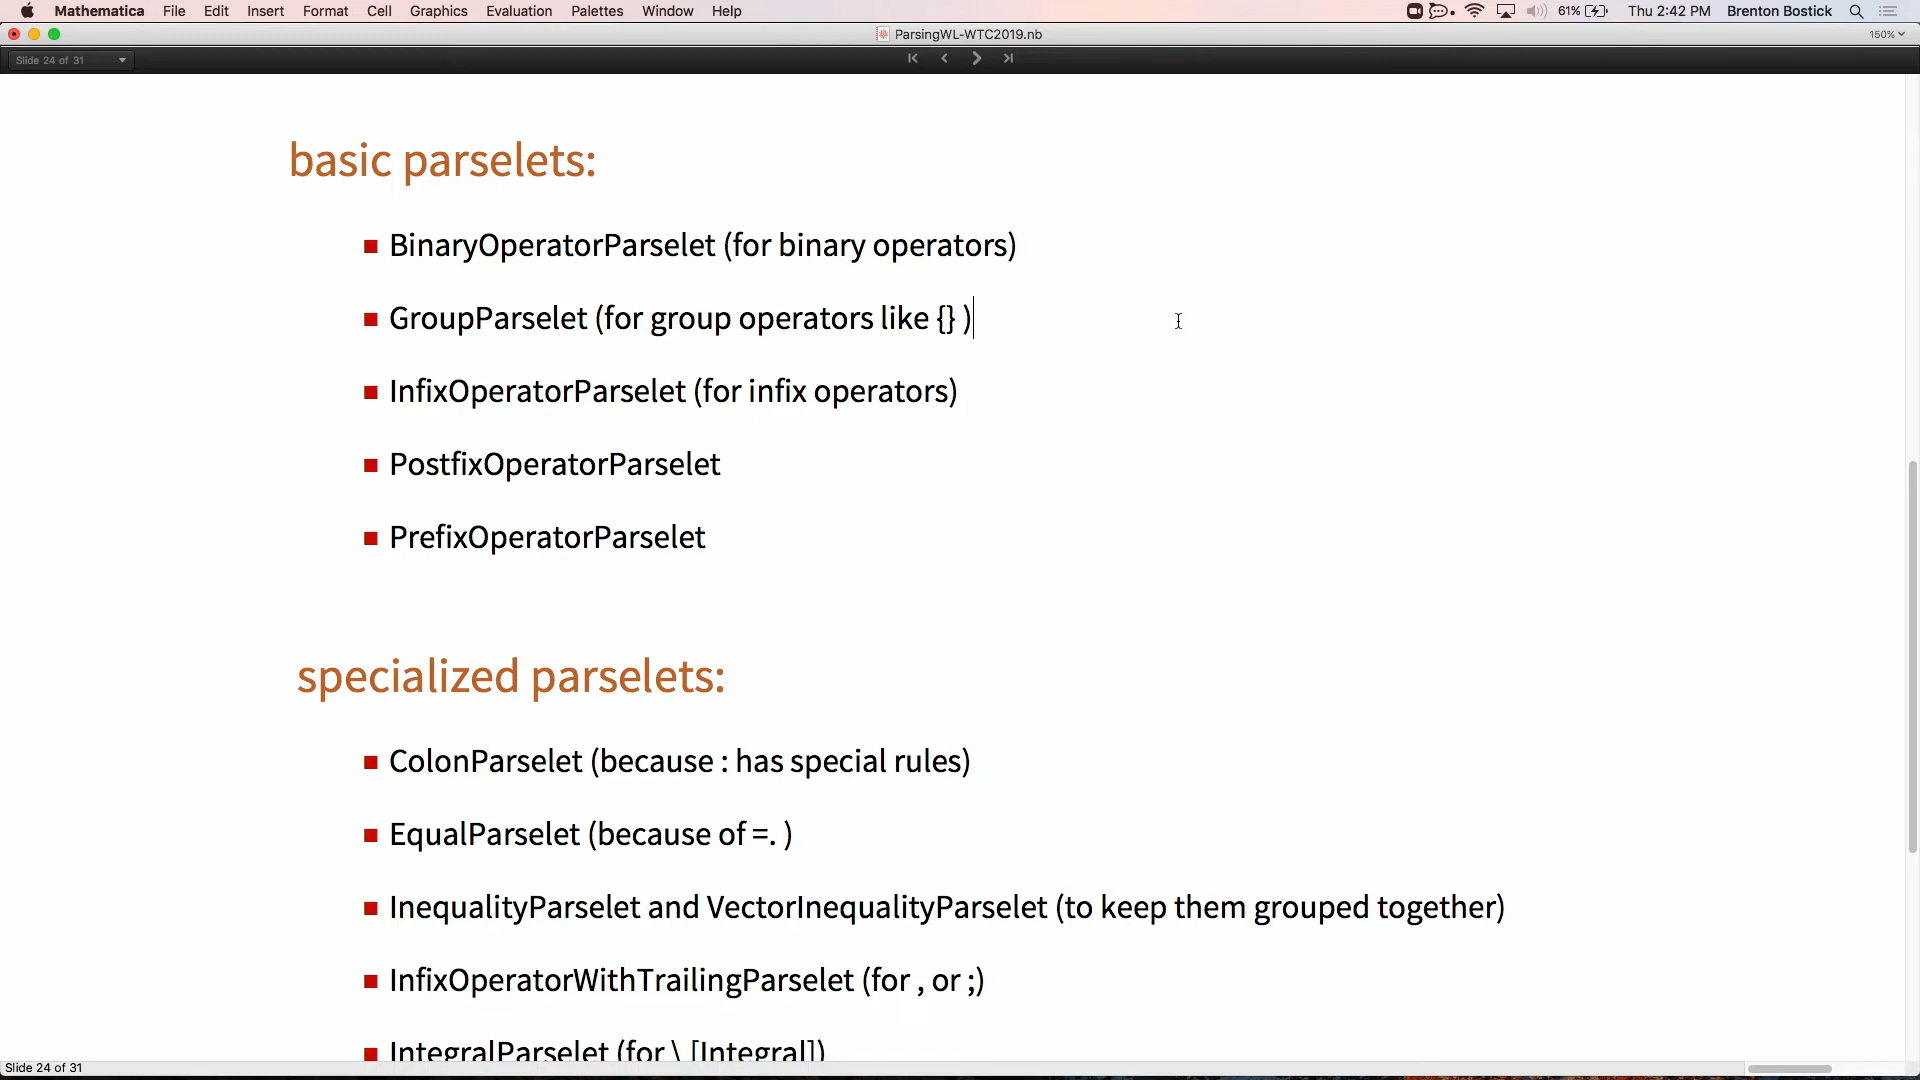 Mathematica File Edit Insert Format Cell Graphics Evaluation Palettes Window Help 61% Thu 2:42 PM Brenton Bostick
ParsingWL-WTC2019.nb 150%
Slide 24 of 31
basic parselets:
BinaryOperatorParselet (for binary operators)
GroupParselet (for group operators like {} )
InfixOperatorParselet (for infix operators)
PostfixOperatorParselet
PrefixOperatorParselet
specialized parselets:
ColonParselet (because : has special rules)
EqualParselet (because of =. )
InequalityParselet and VectorInequalityParselet (to keep them grouped together)
InfixOperatorWithTrailingParselet (for , or ;)
IntegralParselet (for \ [Integral])
Slide 24 of 31